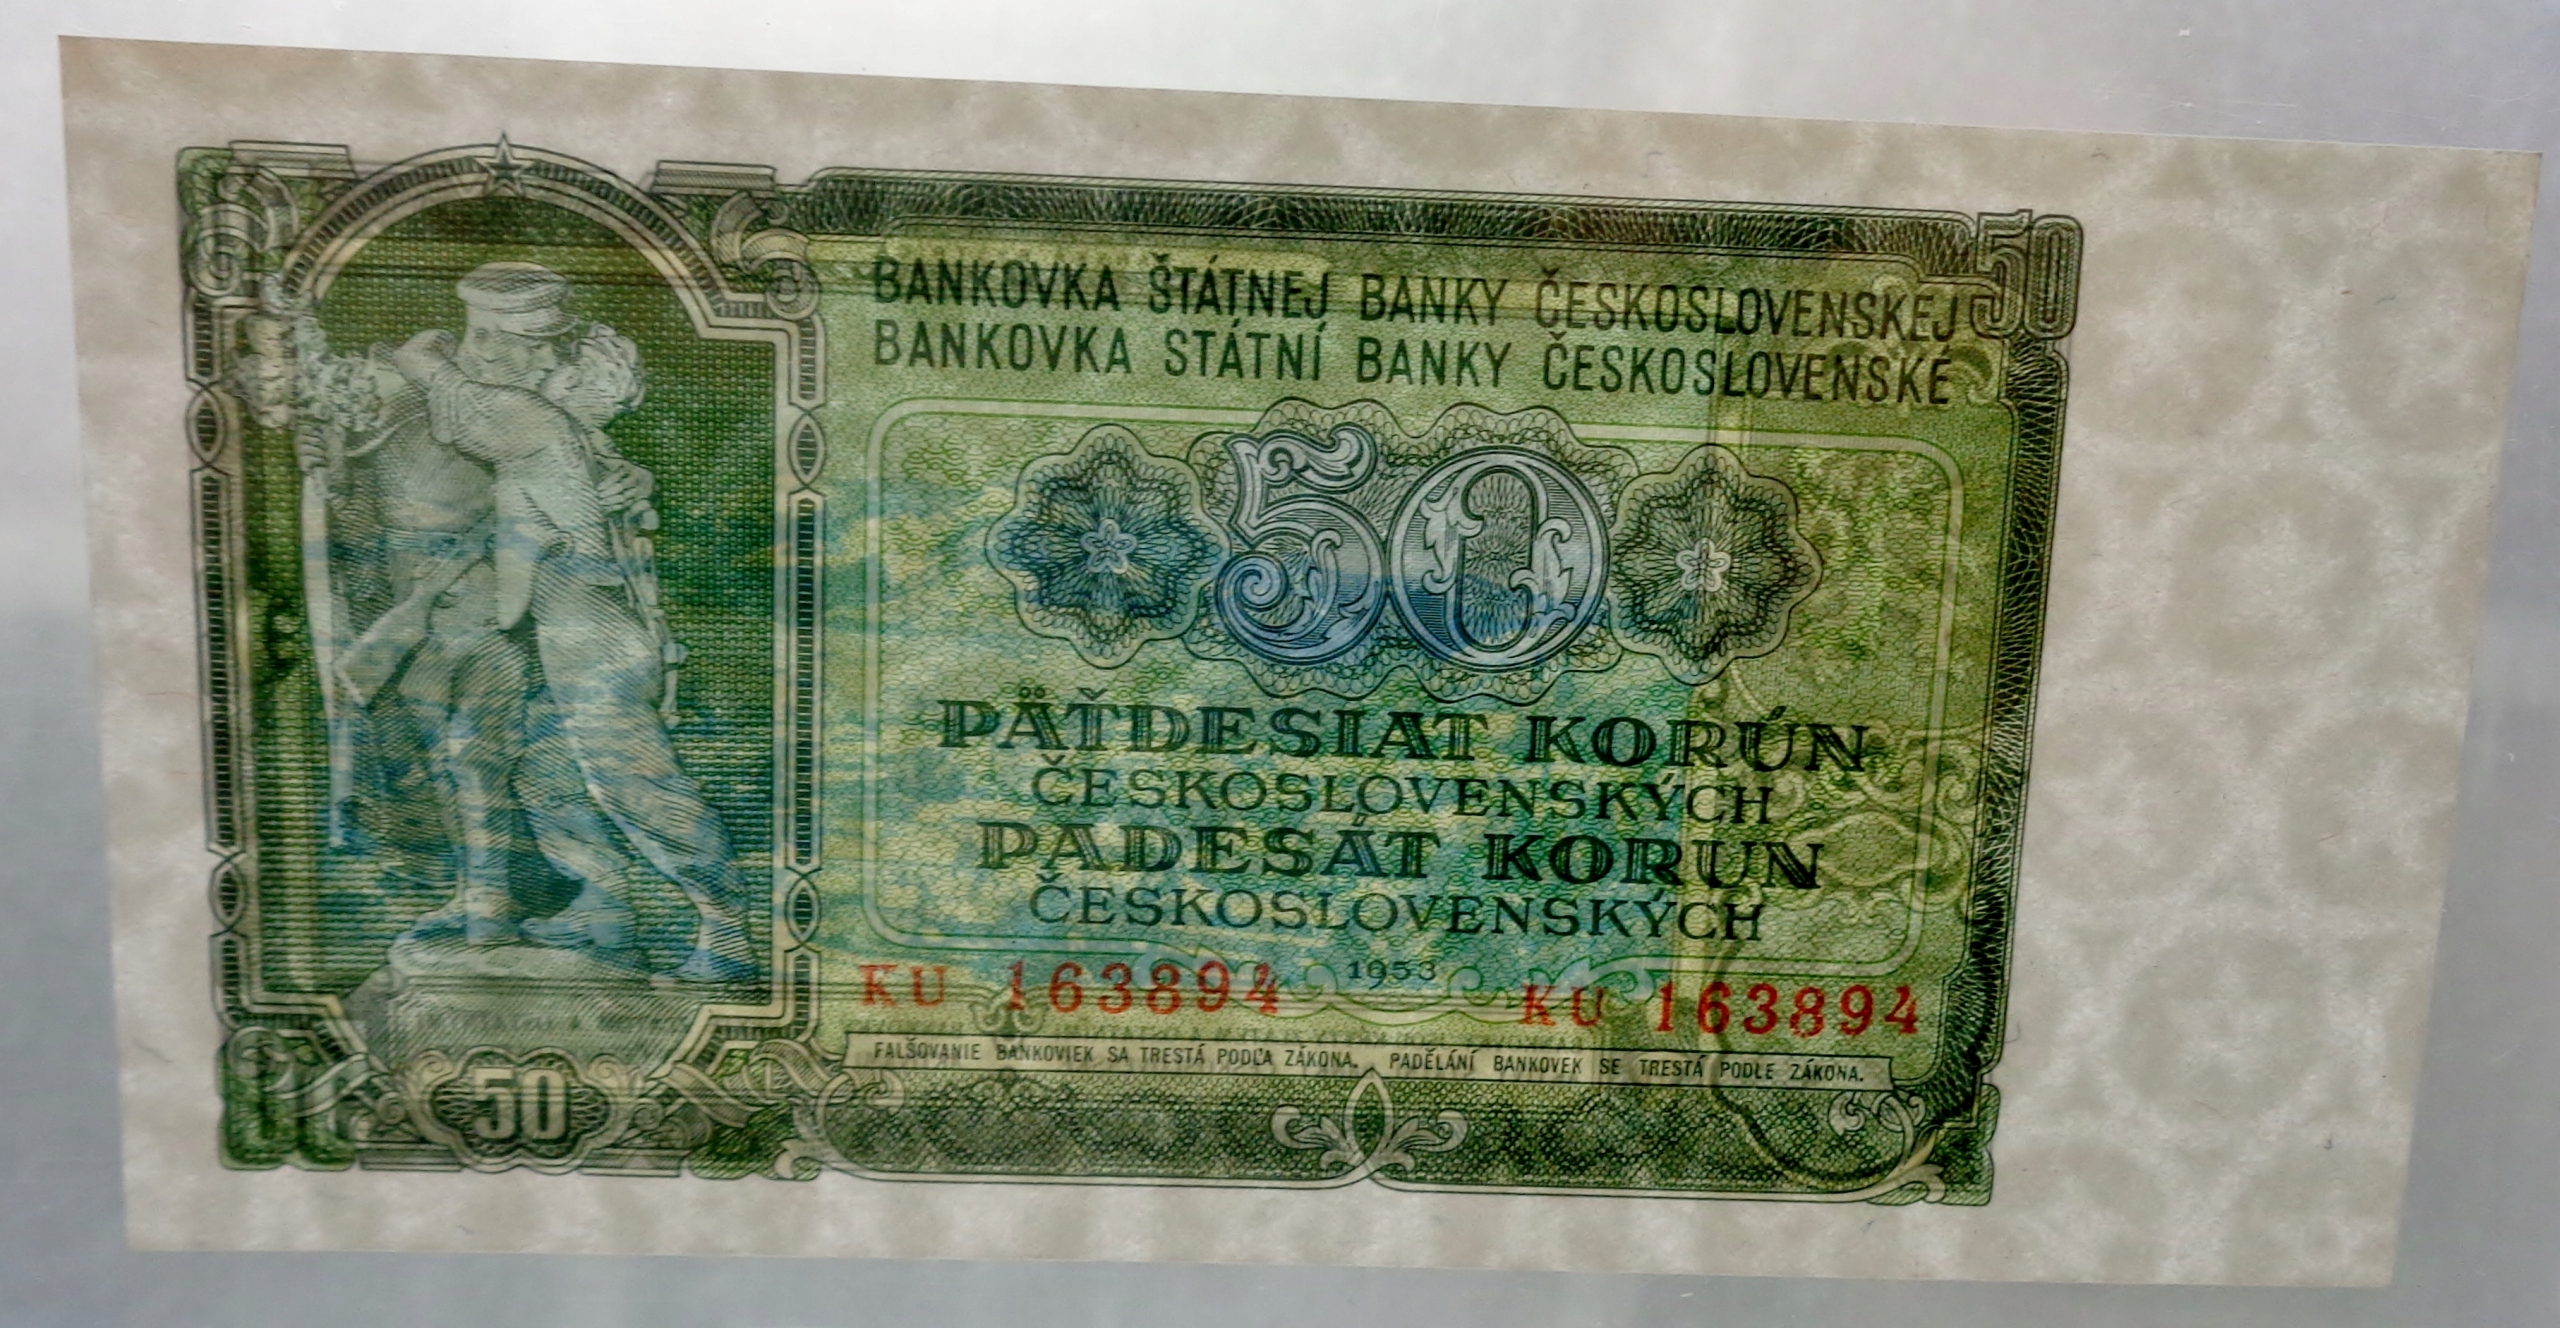 50
BANKOVKA ŠTÁTNEJ BANKY ČESKOSLOVENSKEJ
BANKOVKA STÁTNÍ BANKY ČESKOSLOVENSKÉ
50
PÄŤDESIAT KORÚN
ČESKOSLOVENSKÝCH
PADESÁT KORUN
ČESKOSLOVENSKÝCH
1953
KU 163894 KU 163894
FALŠOVANIE BANKOVIEK SA TRESTÁ PODĽA ZÁKONA. PADĚLÁNÍ BANKOVEK SE TRESTÁ PODLE ZÁKONA.
50